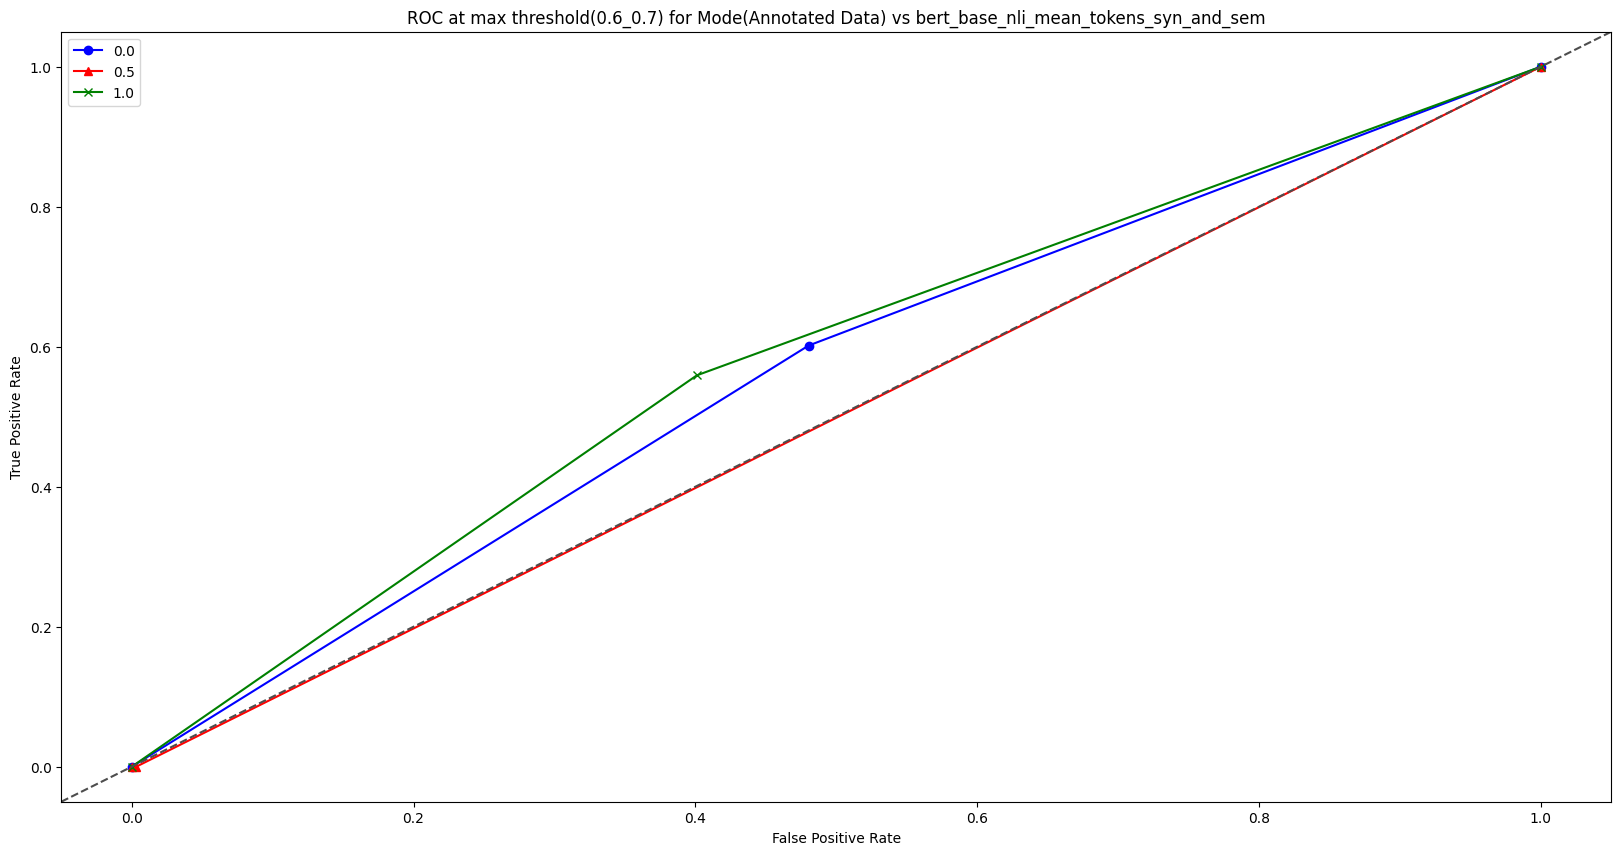 ROC at max threshold(0.6_0.7) for Mode(Annotated Data) vs bert_base_nli_mean_tokens_syn_and_sem
0.0
0.5
1.0
1.0
0.8
0.6
0.4
0.2
0.0
True Positive Rate
0.0 0.2 0.4 0.6 0.8 1.0
False Positive Rate